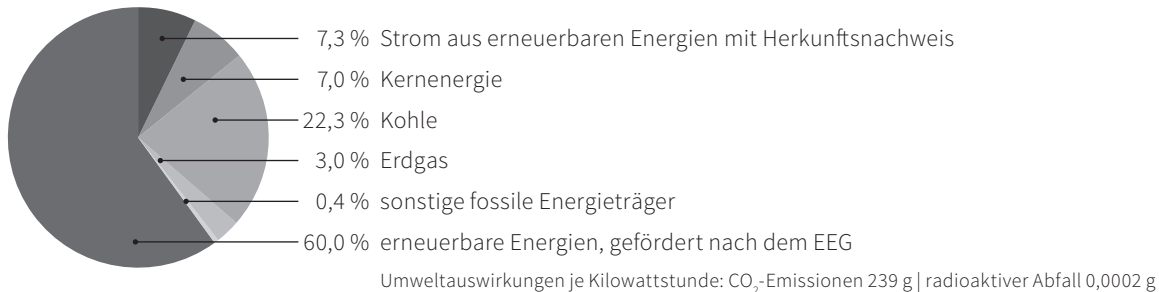 7,3 % Strom aus erneuerbaren Energien mit Herkunftsnachweis
7,0 % Kernenergie
22,3 % Kohle
3,0 % Erdgas
0,4 % sonstige fossile Energieträger
60,0 % erneuerbare Energien, gefördert nach dem EEG
Umweltauswirkungen je Kilowattstunde: CO₂-Emissionen 239 g | radioaktiver Abfall 0,0002 g